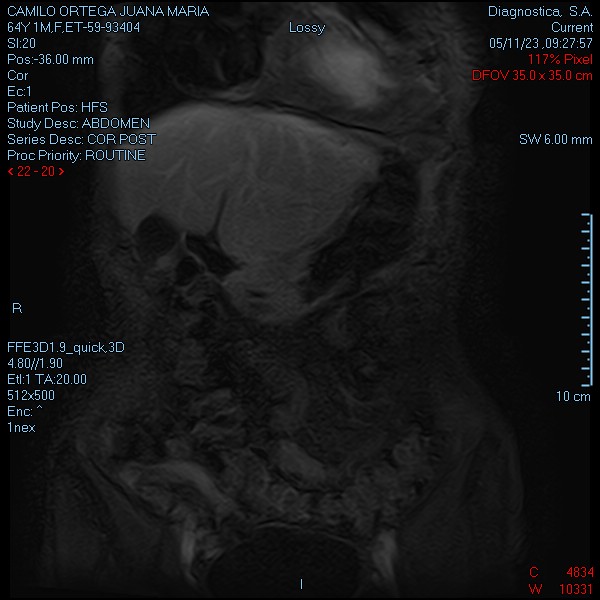 CAMILO ORTEGA JUANA MARIA
64Y 1M,F,ET-59-93404
Sl:20
Pos:-36.00 mm
Cor
Ec:1
Patient Pos: HFS
Study Desc: ABDOMEN
Series Desc: COR POST
Proc Priority: ROUTINE
< 22 - 20 >
Lossy
Diagnostica, S.A.
Current
05/11/23 ,09:27:57
117% Pixel
DFOV 35.0 x 35.0 cm
SW 6.00 mm
R
FFE3D1.9_quick,3D
4.80//1.90
Etl:1 TA:20.00
512x500
Enc: ^
1nex
10 cm
I
C 4834
W 10331